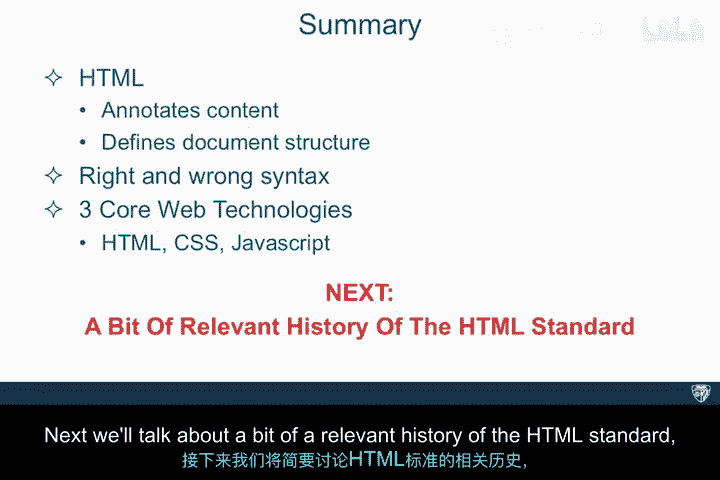 Summary
✧ HTML
• Annotates content
• Defines document structure
✧ Right and wrong syntax
✧ 3 Core Web Technologies
• HTML, CSS, Javascript
NEXT:
A Bit Of Relevant History Of The HTML Standard
Next we'll talk about a bit of a relevant history of the HTML standard,
接下来我们将简要讨论HTML标准的相关历史，